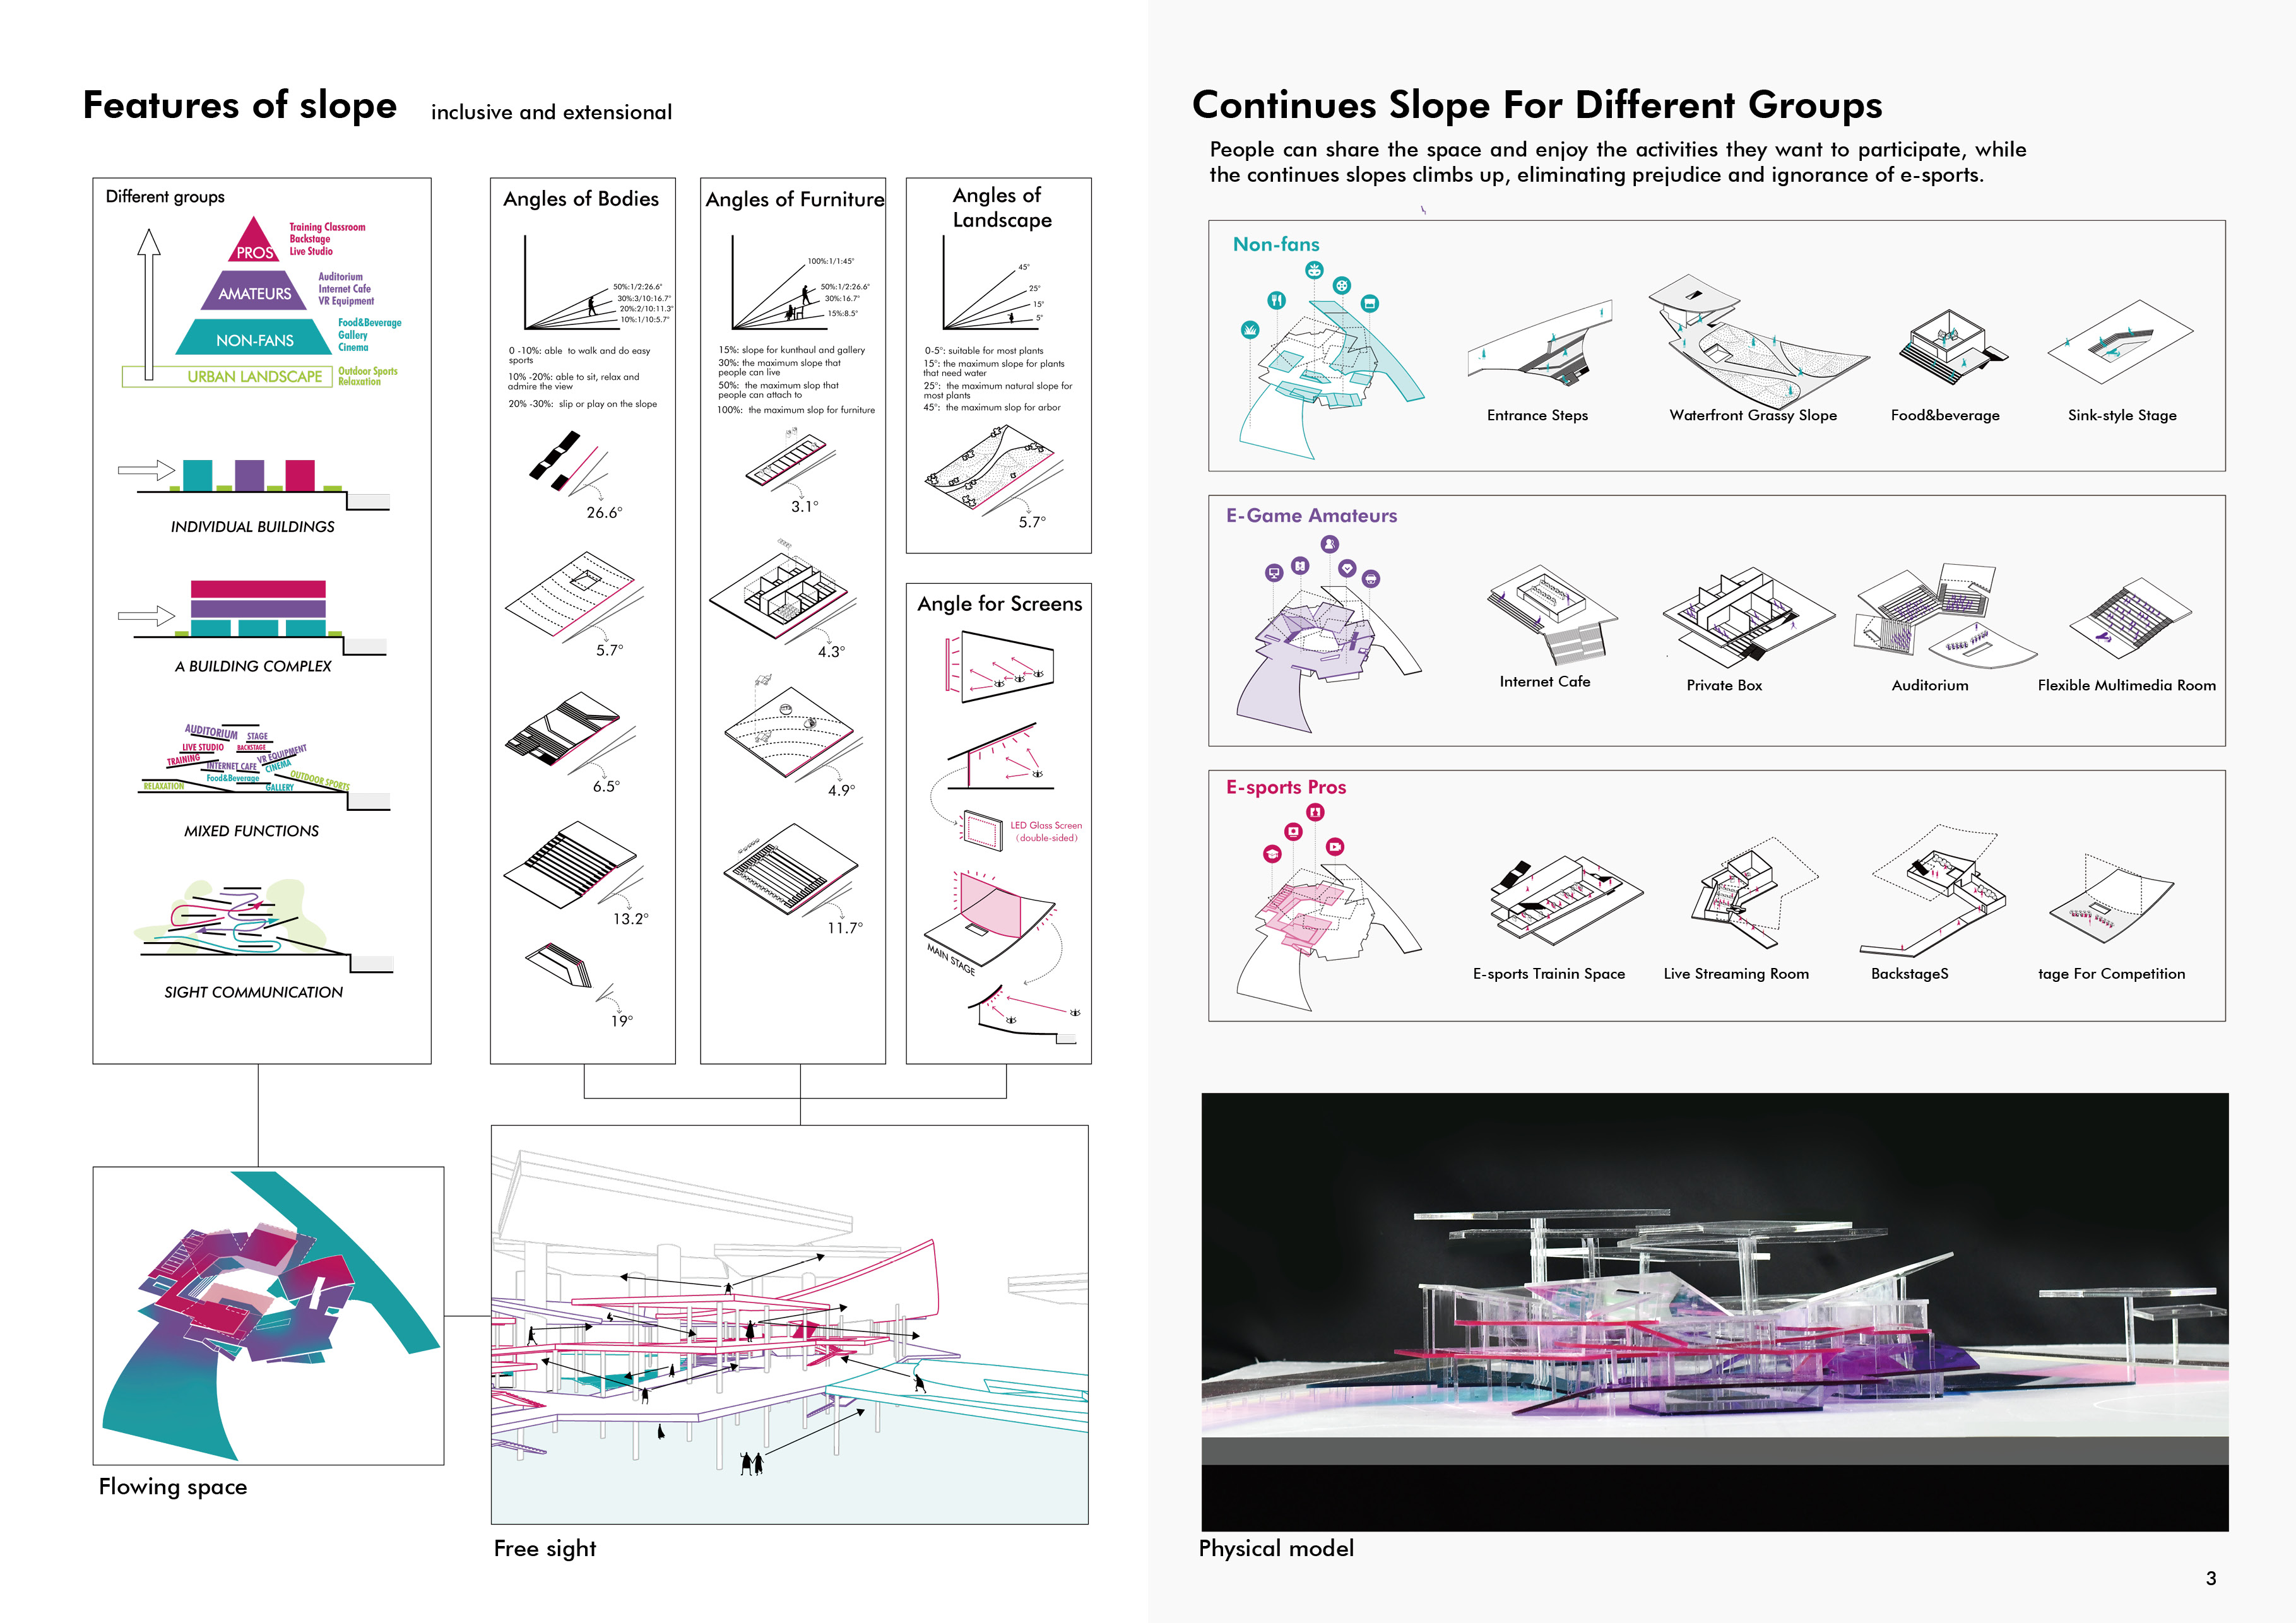 Features of slope
inclusive and extensional
Different groups
PROS
Training Classroom
Backstage
Live Studio
AMATEURS
Auditorium
Internet Cafe
VR Equipment
NON-FANS
Food&Beverage
Gallery
Cinema
URBAN LANDSCAPE
Outdoor Sports
Relaxation
INDIVIDUAL BUILDINGS
A BUILDING COMPLEX
AUDITORIUM
STAGE
LIVE STUDIO
BACKSTAGE
VR EQUIPMENT
TRAINING
INTERNET CAFE
CINEMA
Food&Beverage
OUTDOOR SPORTS
RELAXATION
GALLERY
MIXED FUNCTIONS
SIGHT COMMUNICATION
Angles of Bodies
50%:1/2:26.6°
30%:3/10:16.7°
20%:2/10:11.3°
10%:1/10:5.7°
0 -10%: able to walk and do easy
sports
10% -20%: able to sit, relax and
admire the view
20% -30%: slip or play on the slope
26.6°
5.7°
6.5°
13.2°
19°
Angles of Furniture
100%:1/1:45°
50%:1/2:26.6°
30%:16.7°
15%:8.5°
15%: slope for kunthaul and gallery
30%: the maximum slope that
people can live
50%: the maximum slop that
people can attach to
100%: the maximum slop for furniture
3.1°
4.3°
4.9°
11.7°
Angles of
Landscape
45°
25°
15°
5°
0-5°: suitable for most plants
15°: the maximum slope for plants
that need water
25°: the maximum natural slope for
most plants
45°: the maximum slop for arbor
5.7°
Angle for Screens
LED Glass Screen
(double-sided)
MAIN STAGE
Flowing space
Free sight
Continues Slope For Different Groups
People can share the space and enjoy the activities they want to participate, while
the continues slopes climbs up, eliminating prejudice and ignorance of e-sports.
Non-fans
Entrance Steps
Waterfront Grassy Slope
Food&beverage
Sink-style Stage
E-Game Amateurs
Internet Cafe
Private Box
Auditorium
Flexible Multimedia Room
E-sports Pros
E-sports Trainin Space
Live Streaming Room
BackstageS
tage For Competition
Physical model
3